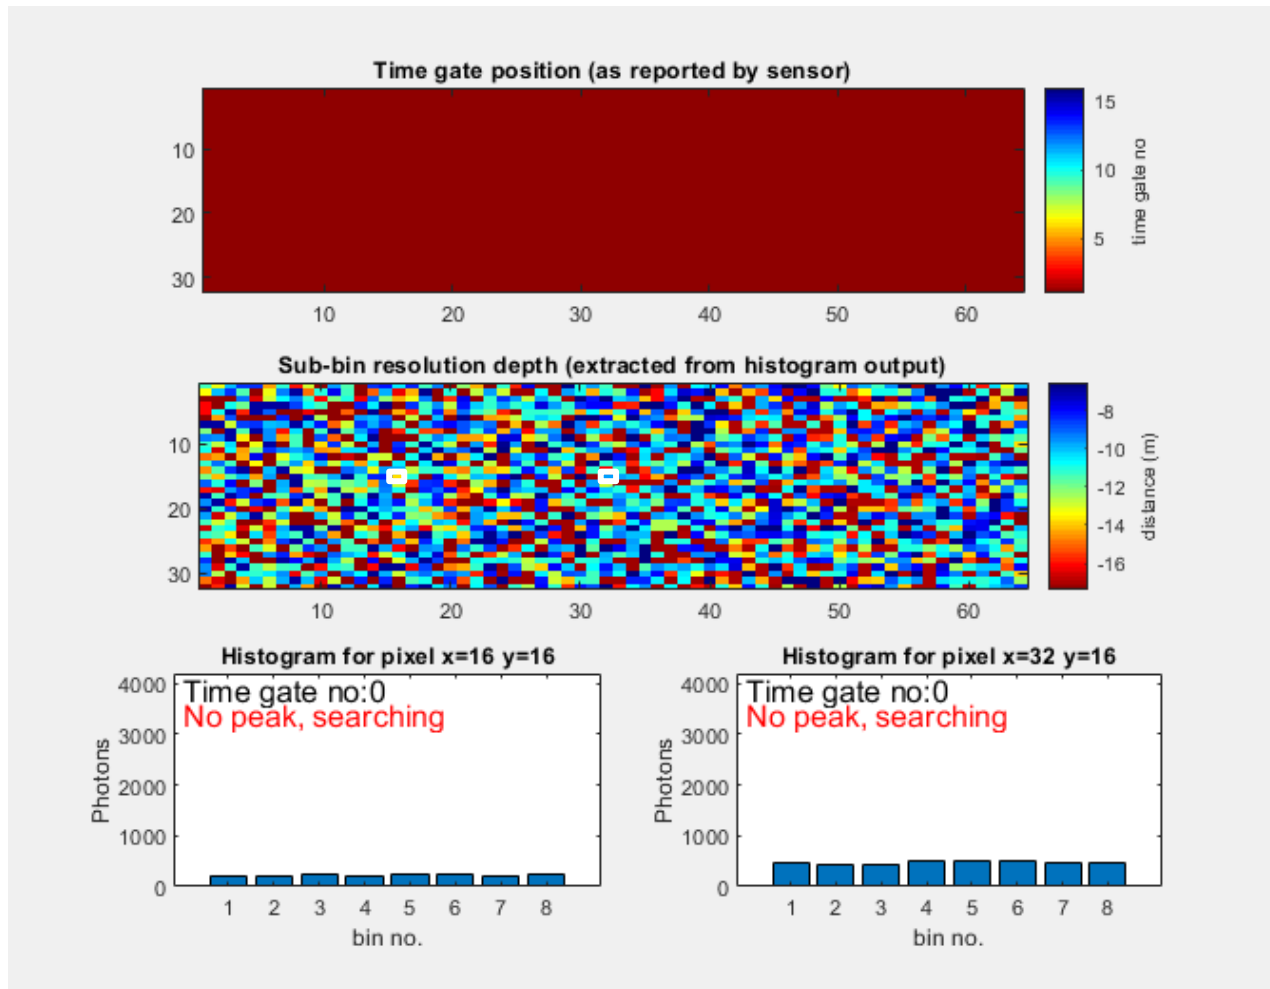 Time gate position (as reported by sensor)
10
20
30
10 20 30 40 50 60
15
10
5
time gate no
Sub-bin resolution depth (extracted from histogram output)
10
20
30
10 20 30 40 50 60
-8
-10
-12
-14
-16
distance (m)
Histogram for pixel x=16 y=16
Time gate no:0
No peak, searching
4000
3000
2000
1000
0
Photons
1 2 3 4 5 6 7 8
bin no.
Histogram for pixel x=32 y=16
Time gate no:0
No peak, searching
4000
3000
2000
1000
0
Photons
1 2 3 4 5 6 7 8
bin no.